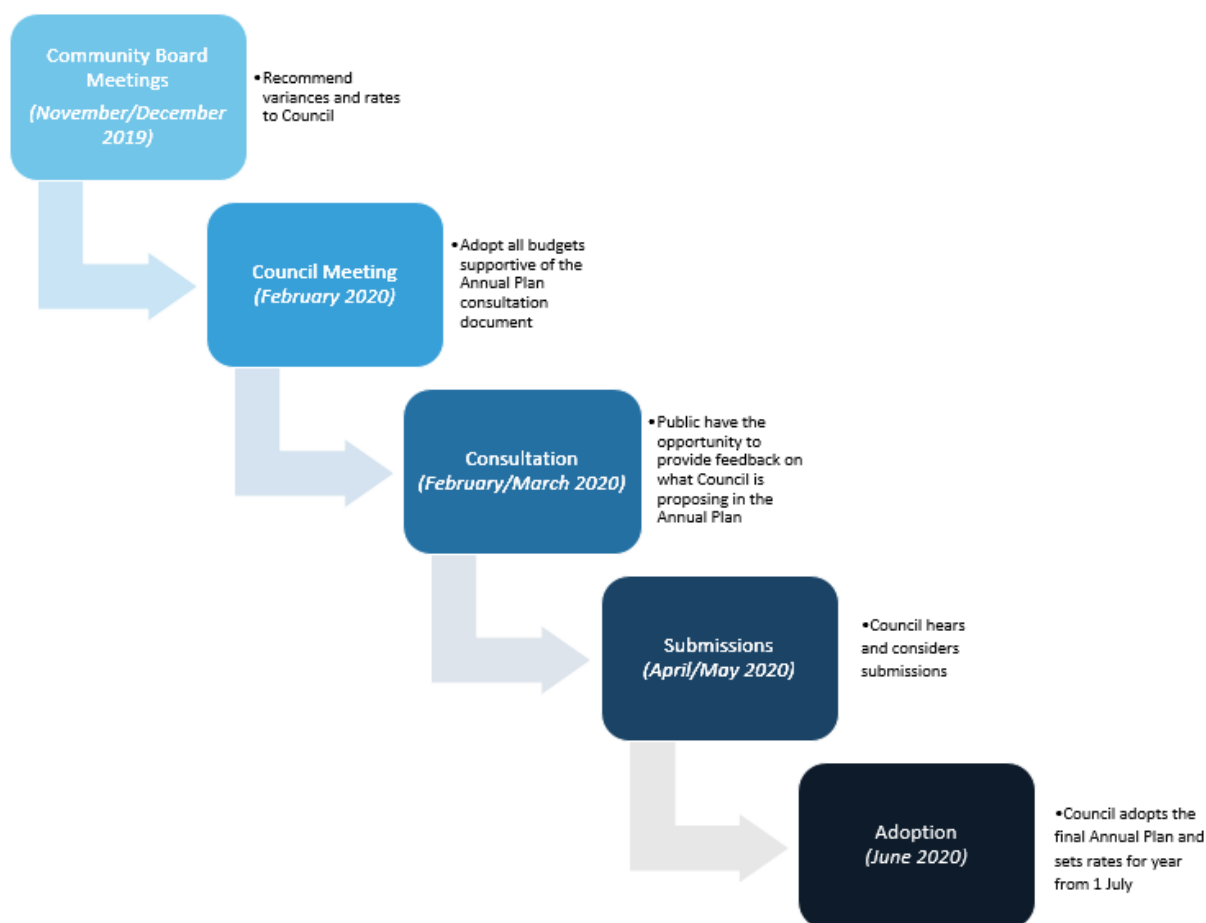 Community Board
Meetings
(November/December
2019)
•Recommend
variances and rates
to Council
Council Meeting
(February 2020)
•Adopt all budgets
supportive of the
Annual Plan
consultation
document
Consultation
(February/March 2020)
•Public have the
opportunity to
provide feedback on
what Council is
proposing in the
Annual Plan
Submissions
(April/May 2020)
•Council hears
and considers
submissions
Adoption
(June 2020)
•Council adopts the
final Annual Plan and
sets rates for year
from 1 July